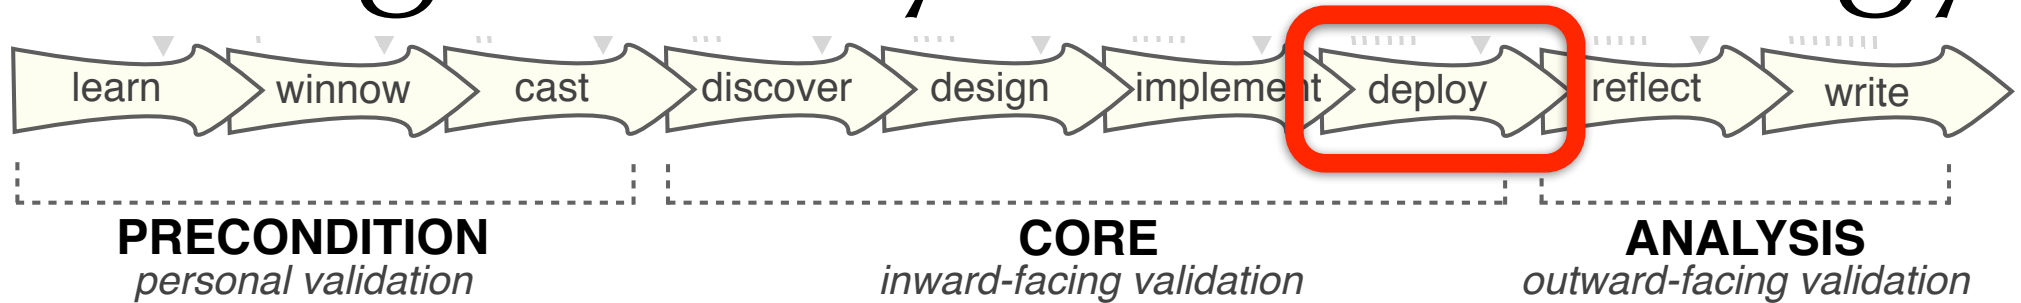 learn winnow cast discover design implement deploy reflect write
PRECONDITION CORE ANALYSIS
personal validation inward-facing validation outward-facing validation